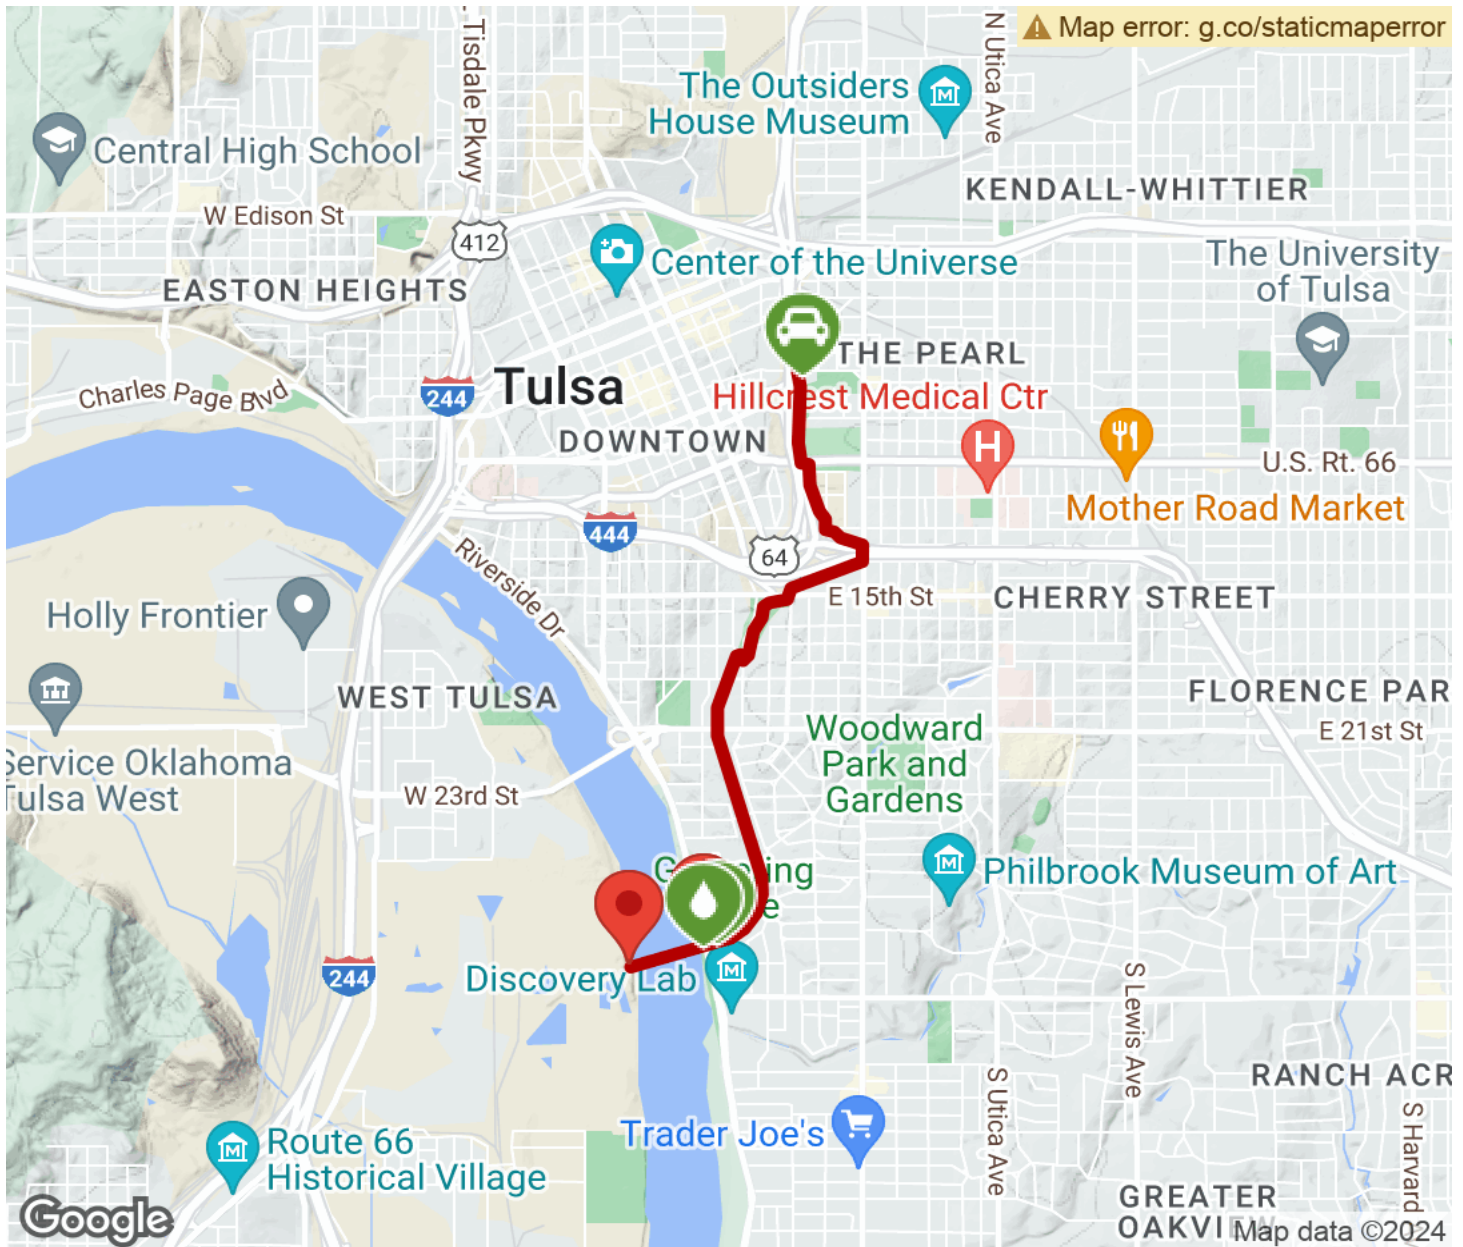 Map error: g.co/staticmaperror
Tisdale Pkwy
N Utica Ave
The Outsiders
House Museum
Central High School
KENDALL-WHITTIER
W Edison St
412
Center of the Universe
The University
of Tulsa
EASTON HEIGHTS
THE PEARL
Charles Page Blvd
244
Tulsa
Hillcrest Medical Ctr
DOWNTOWN
H
U.S. Rt. 66
Mother Road Market
444
64
Riverside Dr
E 15th St
CHERRY STREET
Holly Frontier
WEST TULSA
FLORENCE PAR
E 21st St
Woodward
Park and
Gardens
Service Oklahoma
Tulsa West
W 23rd St
Philbrook Museum of Art
244
Discovery Lab
S Lewis Ave
S Utica Ave
RANCH ACR
S Harvard
Trader Joe's
Route 66
Historical Village
GREATER
Google
Map data ©2024